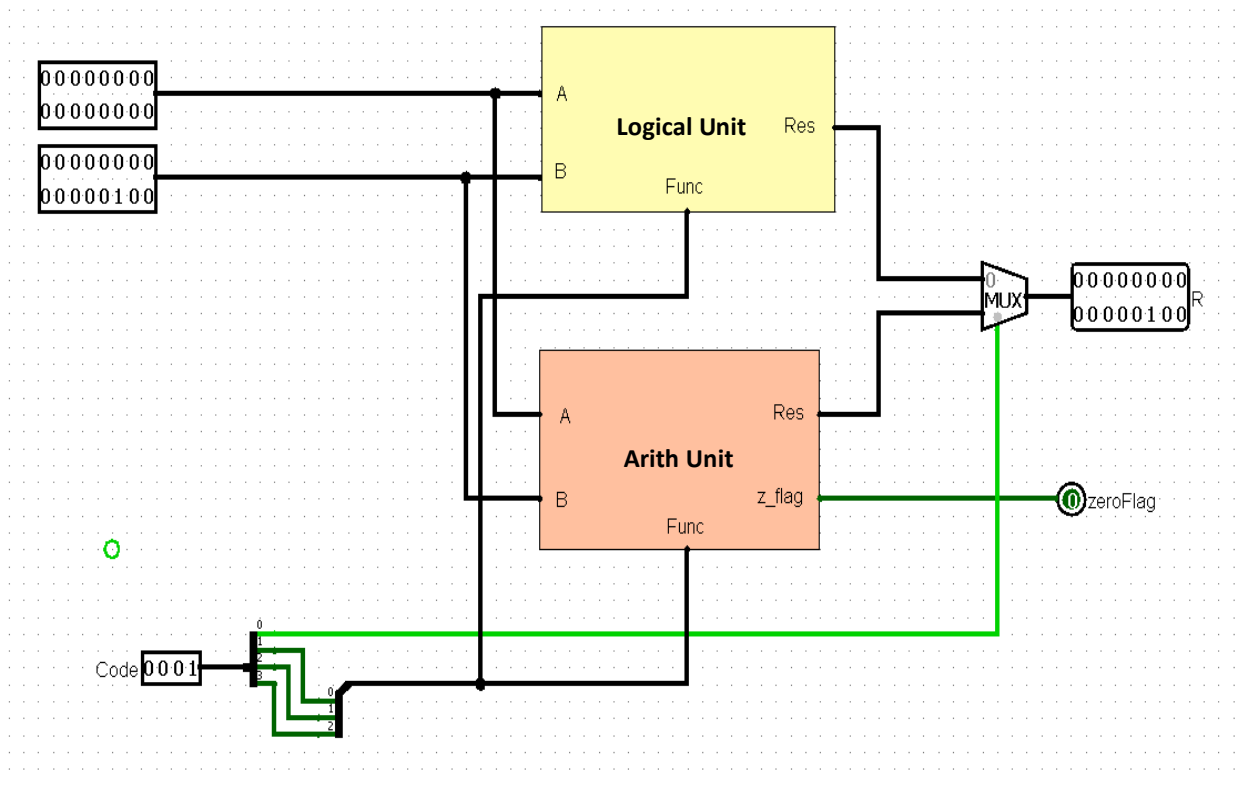 00000000
00000000
A
Logical Unit
Res
00000000
00000100
B
Func
0
MUX
00000000
00000100
R
A
Res
Arith Unit
B
z_flag
0
zeroFlag
Func
0
1
2
3
Code
0001
0
1
2